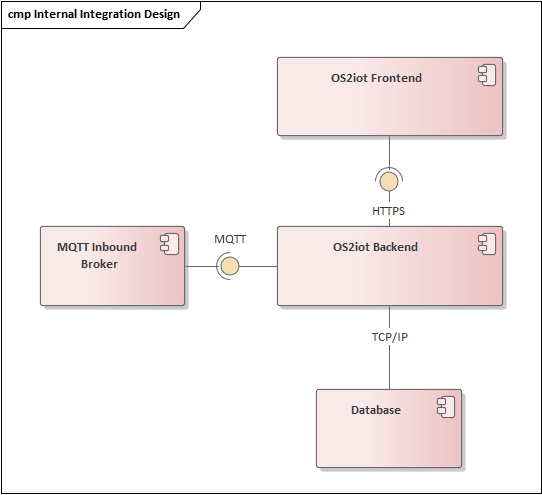 cmp Internal Integration Design
OS2iot Frontend
HTTPS
MQTT Inbound
Broker
MQTT
OS2iot Backend
TCP/IP
Database